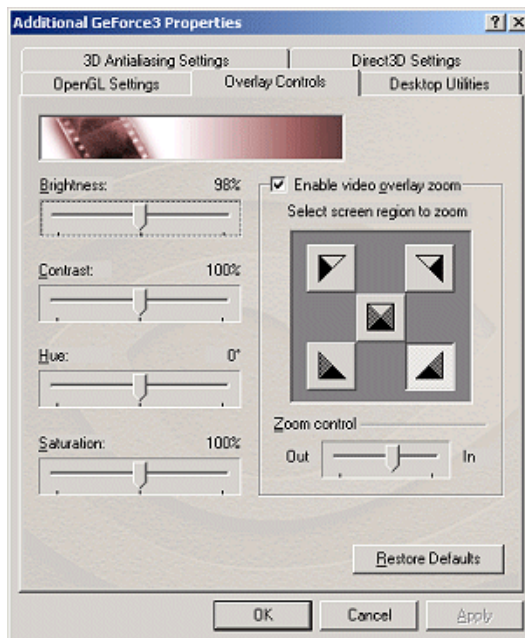 Additional GeForce3 Properties
3D Antialiasing Settings Direct3D Settings
OpenGL Settings Overlay Controls Desktop Utilities
Brightness: 98%
Contrast: 100%
Hue: 0°
Saturation: 100%
Enable video overlay zoom
Select screen region to zoom
Zoom control
Out In
Restore Defaults
OK Cancel Apply